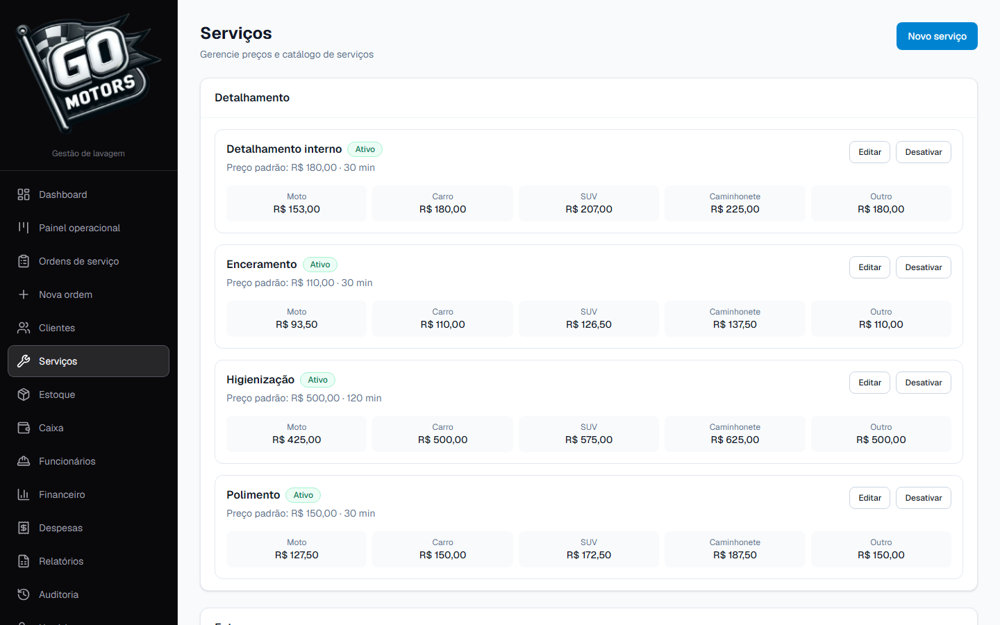 GO
MOTORS
Gestão de lavagem
Dashboard
Painel operacional
Ordens de serviço
Nova ordem
Clientes
Serviços
Estoque
Caixa
Funcionários
Financeiro
Despesas
Relatórios
Auditoria
Serviços
Gerencie preços e catálogo de serviços
Novo serviço
Detalhamento
Detalhamento interno Ativo
Editar Desativar
Preço padrão: R$ 180,00 · 30 min
Moto Carro SUV Caminhonete Outro
R$ 153,00 R$ 180,00 R$ 207,00 R$ 225,00 R$ 180,00
Enceramento Ativo
Editar Desativar
Preço padrão: R$ 110,00 · 30 min
Moto Carro SUV Caminhonete Outro
R$ 93,50 R$ 110,00 R$ 126,50 R$ 137,50 R$ 110,00
Higienização Ativo
Editar Desativar
Preço padrão: R$ 500,00 · 120 min
Moto Carro SUV Caminhonete Outro
R$ 425,00 R$ 500,00 R$ 575,00 R$ 625,00 R$ 500,00
Polimento Ativo
Editar Desativar
Preço padrão: R$ 150,00 · 30 min
Moto Carro SUV Caminhonete Outro
R$ 127,50 R$ 150,00 R$ 172,50 R$ 187,50 R$ 150,00